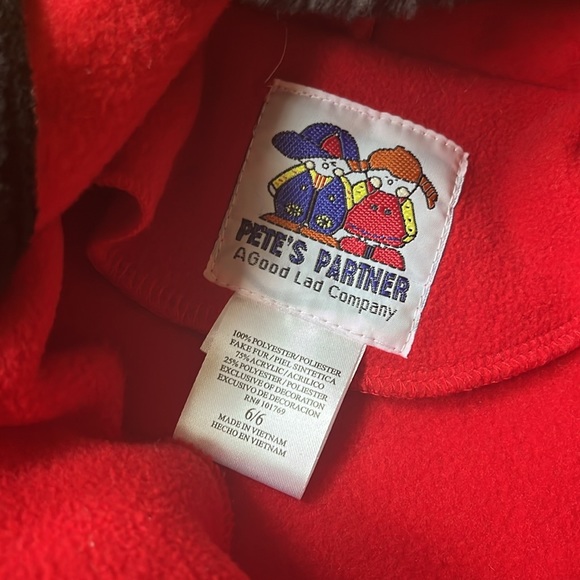 PETE'S PARTNER
A Good Lad Company
100% POLYESTER/POLIESTER
FAKE FUR / PIEL SINTETICA
75% ACRYLIC/ACRILICO
25% POLYESTER/POLIESTER
EXCLUSIVE OF DECORATION
EXCUSIVO DE DECORACION
RN# 101769
6/6
MADE IN VIETNAM
HECHO EN VIETNAM